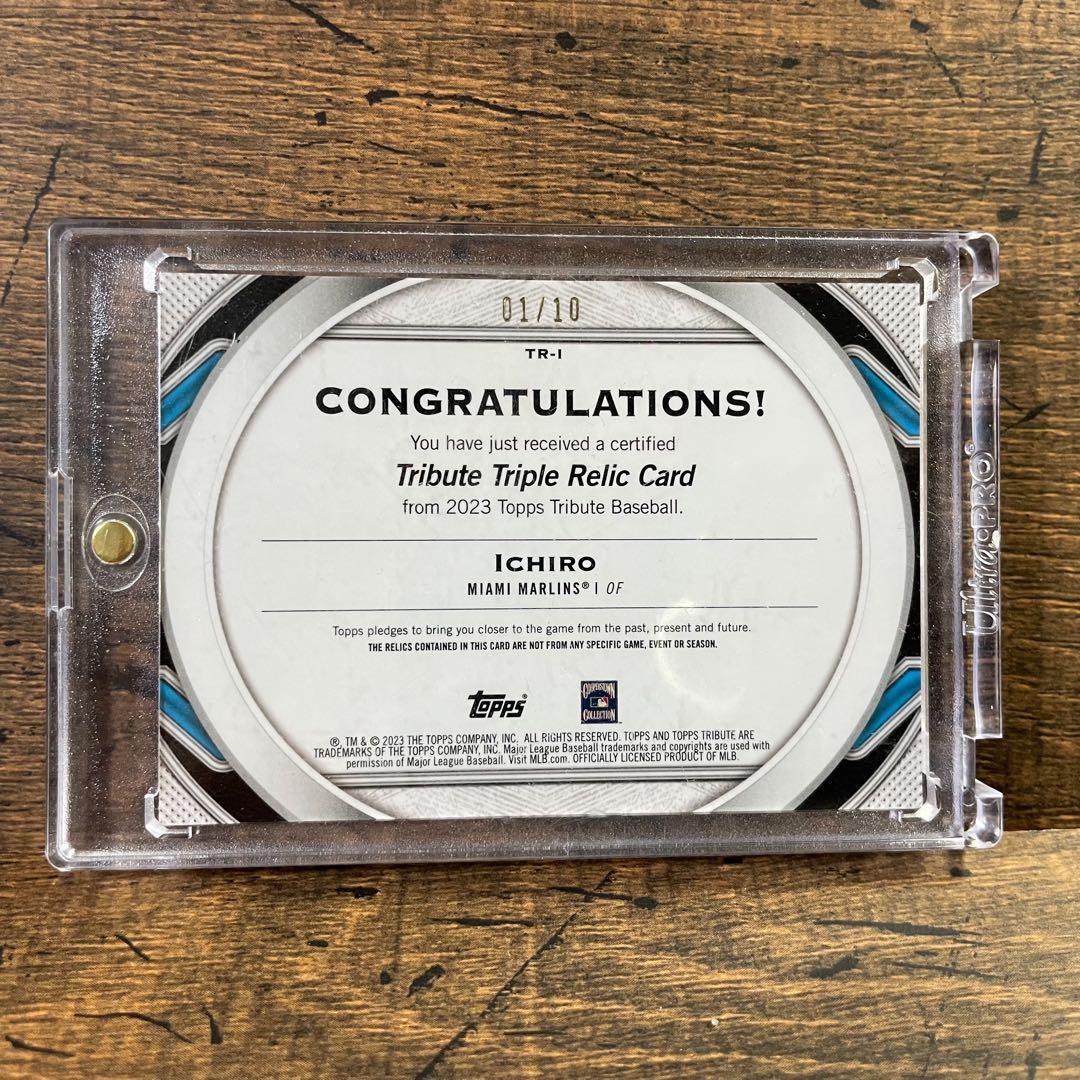 01/10
TR-I
CONGRATULATIONS!
You have just received a certified
Tribute Triple Relic Card
from 2023 Topps Tribute Baseball.
ICHIRO
MIAMI MARLINS® | OF
Topps pledges to bring you closer to the game from the past, present and future.
THE RELICS CONTAINED IN THIS CARD ARE NOT FROM ANY SPECIFIC GAME, EVENT OR SEASON.
topps®
COOPERSTOWN
COLLECTION
®, TM & © 2023 THE TOPPS COMPANY, INC. ALL RIGHTS RESERVED. TOPPS AND TOPPS TRIBUTE ARE
TRADEMARKS OF THE TOPPS COMPANY, INC. Major League Baseball trademarks and copyrights are used with
permission of Major League Baseball. Visit MLB.com. OFFICIALLY LICENSED PRODUCT OF MLB.
Ultra•PRO®